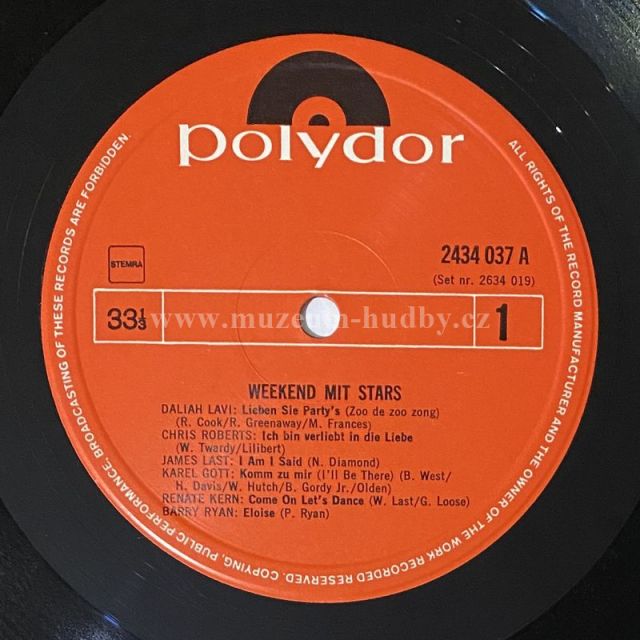 polydor
ALL RIGHTS OF THE RECORD MANUFACTURER AND THE OWNER OF THE WORK RECORDED RESERVED. COPYING, PUBLIC PERFORMANCE, BROADCASTING OF THESE RECORDS ARE FORBIDDEN.
STEMRA
2434 037 A
(Set nr. 2634 019)
33⅓
1
www.muzeum-hudby.cz
WEEKEND MIT STARS
DALIAH LAVI: Lieben Sie Party's (Zoo de zoo zong)
(R. Cook/R. Greenaway/M. Frances)
CHRIS ROBERTS: Ich bin verliebt in die Liebe
(W. Twardy/Lilibert)
JAMES LAST: I Am I Said (N. Diamond)
KAREL GOTT: Komm zu mir (I'll Be There) (B. West/
H. Davis/W. Hutch/B. Gordy Jr./Olden)
RENATE KERN: Come On Let's Dance (W. Last/G. Loose)
BARRY RYAN: Eloise (P. Ryan)